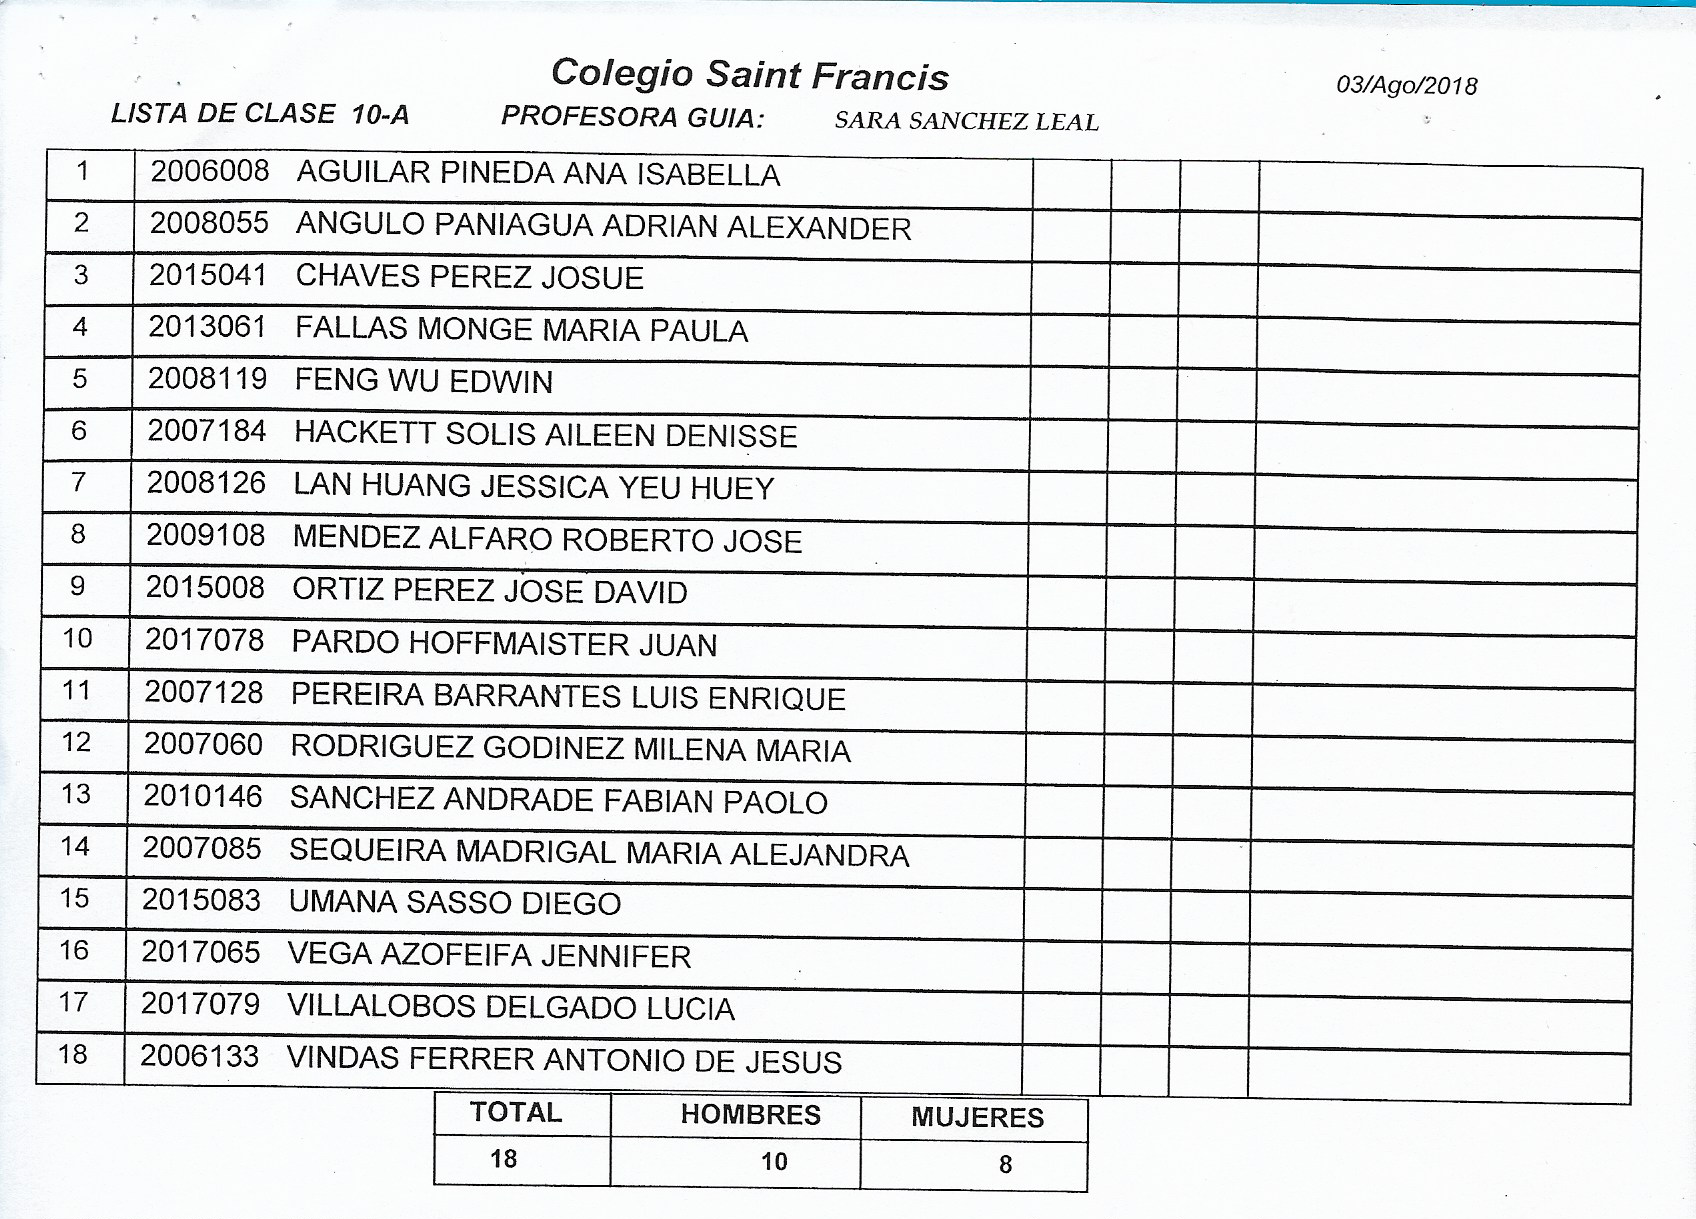 Colegio Saint Francis
03/Ago/2018
LISTA DE CLASE 10-A PROFESORA GUIA: SARA SANCHEZ LEAL
1 2006008 AGUILAR PINEDA ANA ISABELLA
2 2008055 ANGULO PANIAGUA ADRIAN ALEXANDER
3 2015041 CHAVES PEREZ JOSUE
4 2013061 FALLAS MONGE MARIA PAULA
5 2008119 FENG WU EDWIN
6 2007184 HACKETT SOLIS AILEEN DENISSE
7 2008126 LAN HUANG JESSICA YEU HUEY
8 2009108 MENDEZ ALFARO ROBERTO JOSE
9 2015008 ORTIZ PEREZ JOSE DAVID
10 2017078 PARDO HOFFMAISTER JUAN
11 2007128 PEREIRA BARRANTES LUIS ENRIQUE
12 2007060 RODRIGUEZ GODINEZ MILENA MARIA
13 2010146 SANCHEZ ANDRADE FABIAN PAOLO
14 2007085 SEQUEIRA MADRIGAL MARIA ALEJANDRA
15 2015083 UMANA SASSO DIEGO
16 2017065 VEGA AZOFEIFA JENNIFER
17 2017079 VILLALOBOS DELGADO LUCIA
18 2006133 VINDAS FERRER ANTONIO DE JESUS
TOTAL HOMBRES MUJERES
18 10 8